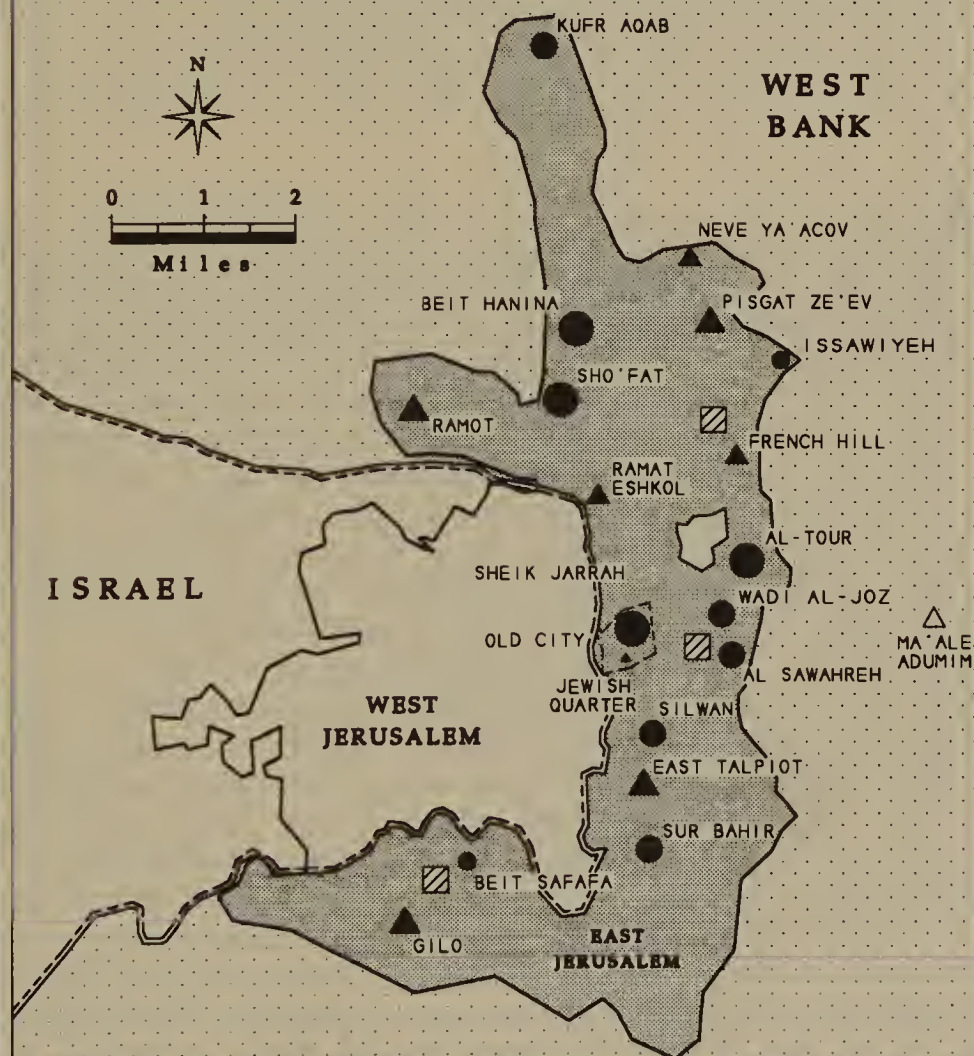 KUFR AQAB
N
WEST
BANK
0 1 2
Miles
NEVE YA'ACOV
BEIT HANINA
PISGAT ZE'EV
ISSAWIYEH
SHO'FAT
RAMOT
FRENCH HILL
RAMAT
ESHKOL
AL-TOUR
SHEIK JARRAH
ISRAEL
WADI AL-JOZ
OLD CITY
MA'ALE
ADUMIM
AL SAWAHREH
JEWISH
QUARTER
SILWAN
WEST
JERUSALEM
EAST TALPIOT
SUR BAHIR
BEIT SAFAFA
GILO
EAST
JERUSALEM